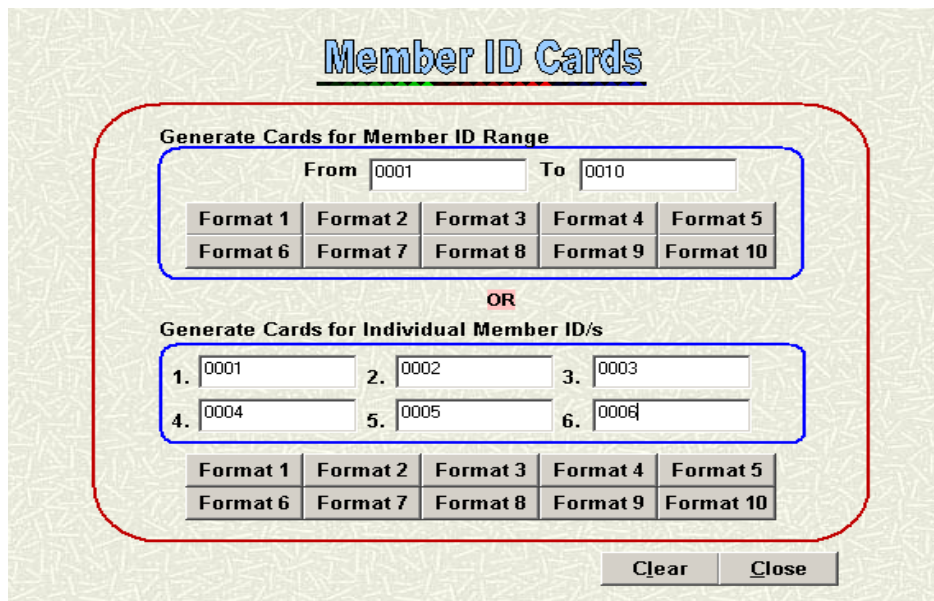 Member ID Cards
Generate Cards for Member ID Range
From 0001 To 0010
Format 1 Format 2 Format 3 Format 4 Format 5
Format 6 Format 7 Format 8 Format 9 Format 10
OR
Generate Cards for Individual Member ID/s
1. 0001 2. 0002 3. 0003
4. 0004 5. 0005 6. 0006
Format 1 Format 2 Format 3 Format 4 Format 5
Format 6 Format 7 Format 8 Format 9 Format 10
Clear Close